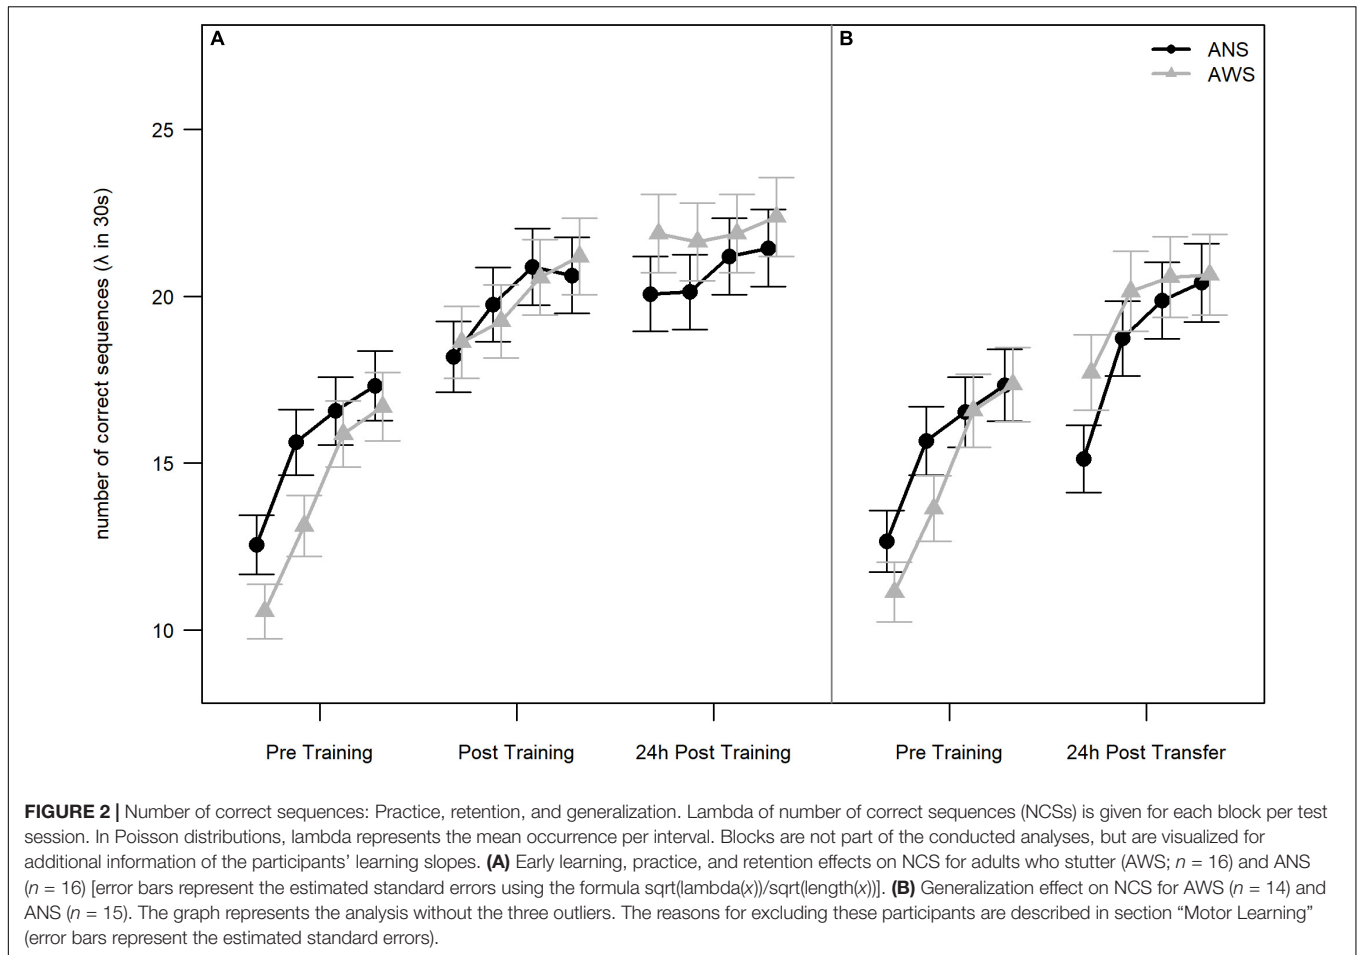 A
B
ANS
AWS
25
20
15
10
number of correct sequences (λ in 30s)
Pre Training
Post Training
24h Post Training
Pre Training
24h Post Transfer
FIGURE 2 | Number of correct sequences: Practice, retention, and generalization. Lambda of number of correct sequences (NCSs) is given for each block per test
session. In Poisson distributions, lambda represents the mean occurrence per interval. Blocks are not part of the conducted analyses, but are visualized for
additional information of the participants’ learning slopes. (A) Early learning, practice, and retention effects on NCS for adults who stutter (AWS; n = 16) and ANS
(n = 16) [error bars represent the estimated standard errors using the formula sqrt(lambda(x))/sqrt(length(x))]. (B) Generalization effect on NCS for AWS (n = 14) and
ANS (n = 15). The graph represents the analysis without the three outliers. The reasons for excluding these participants are described in section “Motor Learning”
(error bars represent the estimated standard errors).